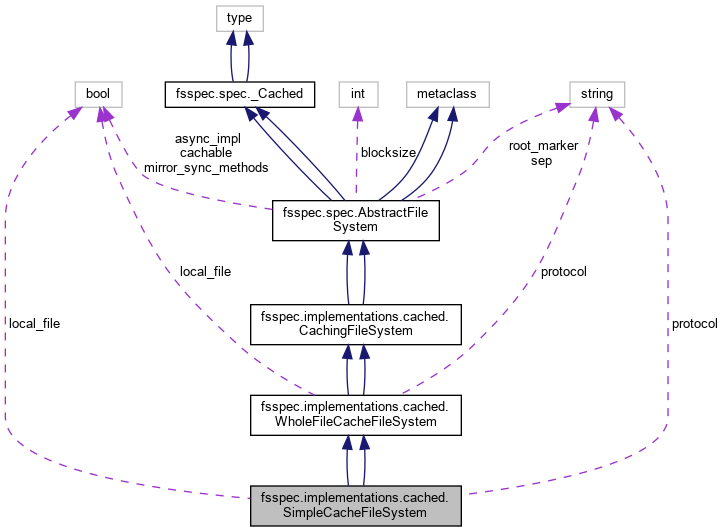 type
bool
fsspec.spec._Cached
int
metaclass
string
async_impl
cachable
mirror_sync_methods
blocksize
root_marker
sep
fsspec.spec.AbstractFile
System
local_file
protocol
local_file
fsspec.implementations.cached.
CachingFileSystem
protocol
fsspec.implementations.cached.
WholeFileCacheFileSystem
fsspec.implementations.cached.
SimpleCacheFileSystem